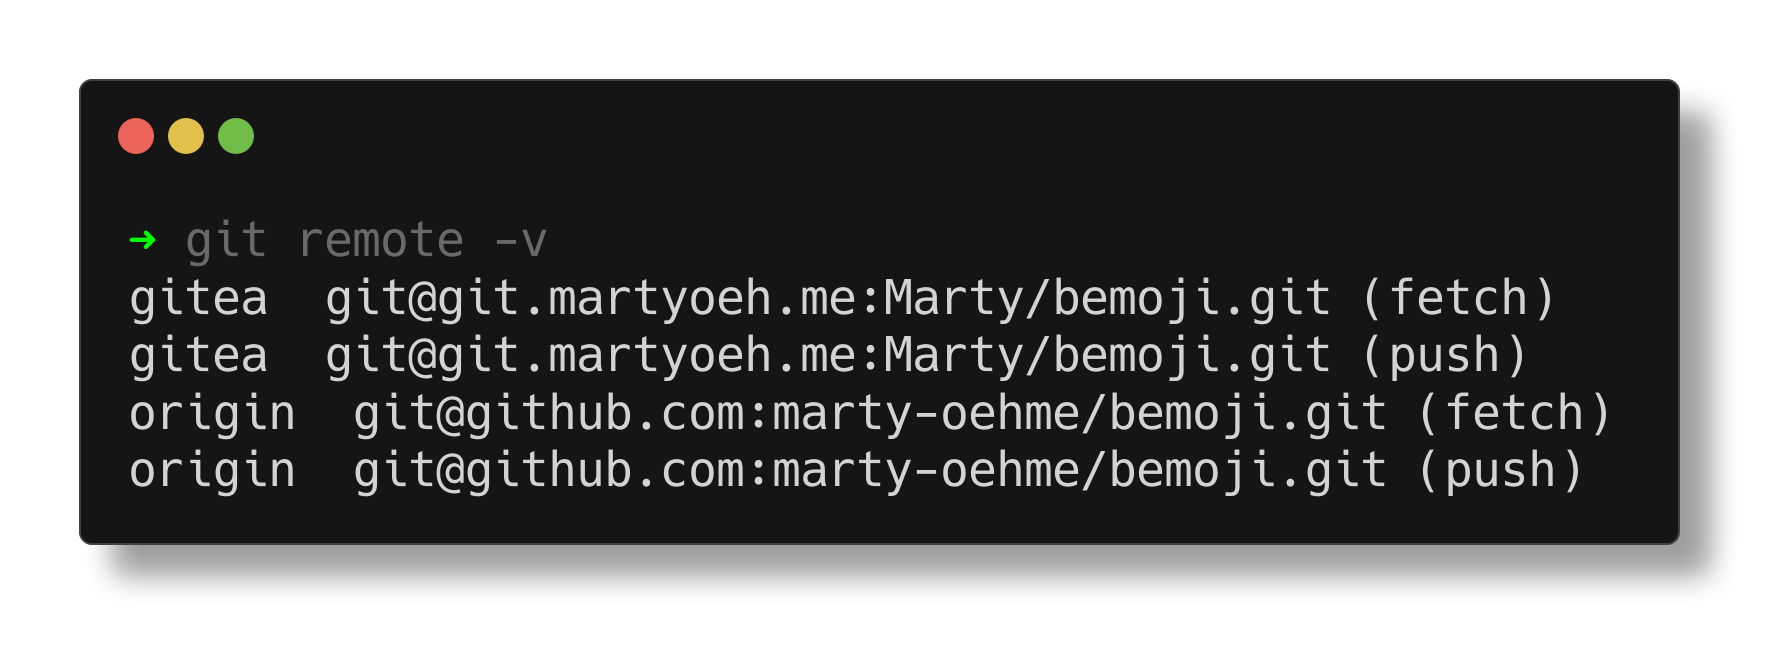 ➜ git remote -v
gitea  git@git.martyoeh.me:Marty/bemoji.git (fetch)
gitea  git@git.martyoeh.me:Marty/bemoji.git (push)
origin  git@github.com:marty-oehme/bemoji.git (fetch)
origin  git@github.com:marty-oehme/bemoji.git (push)